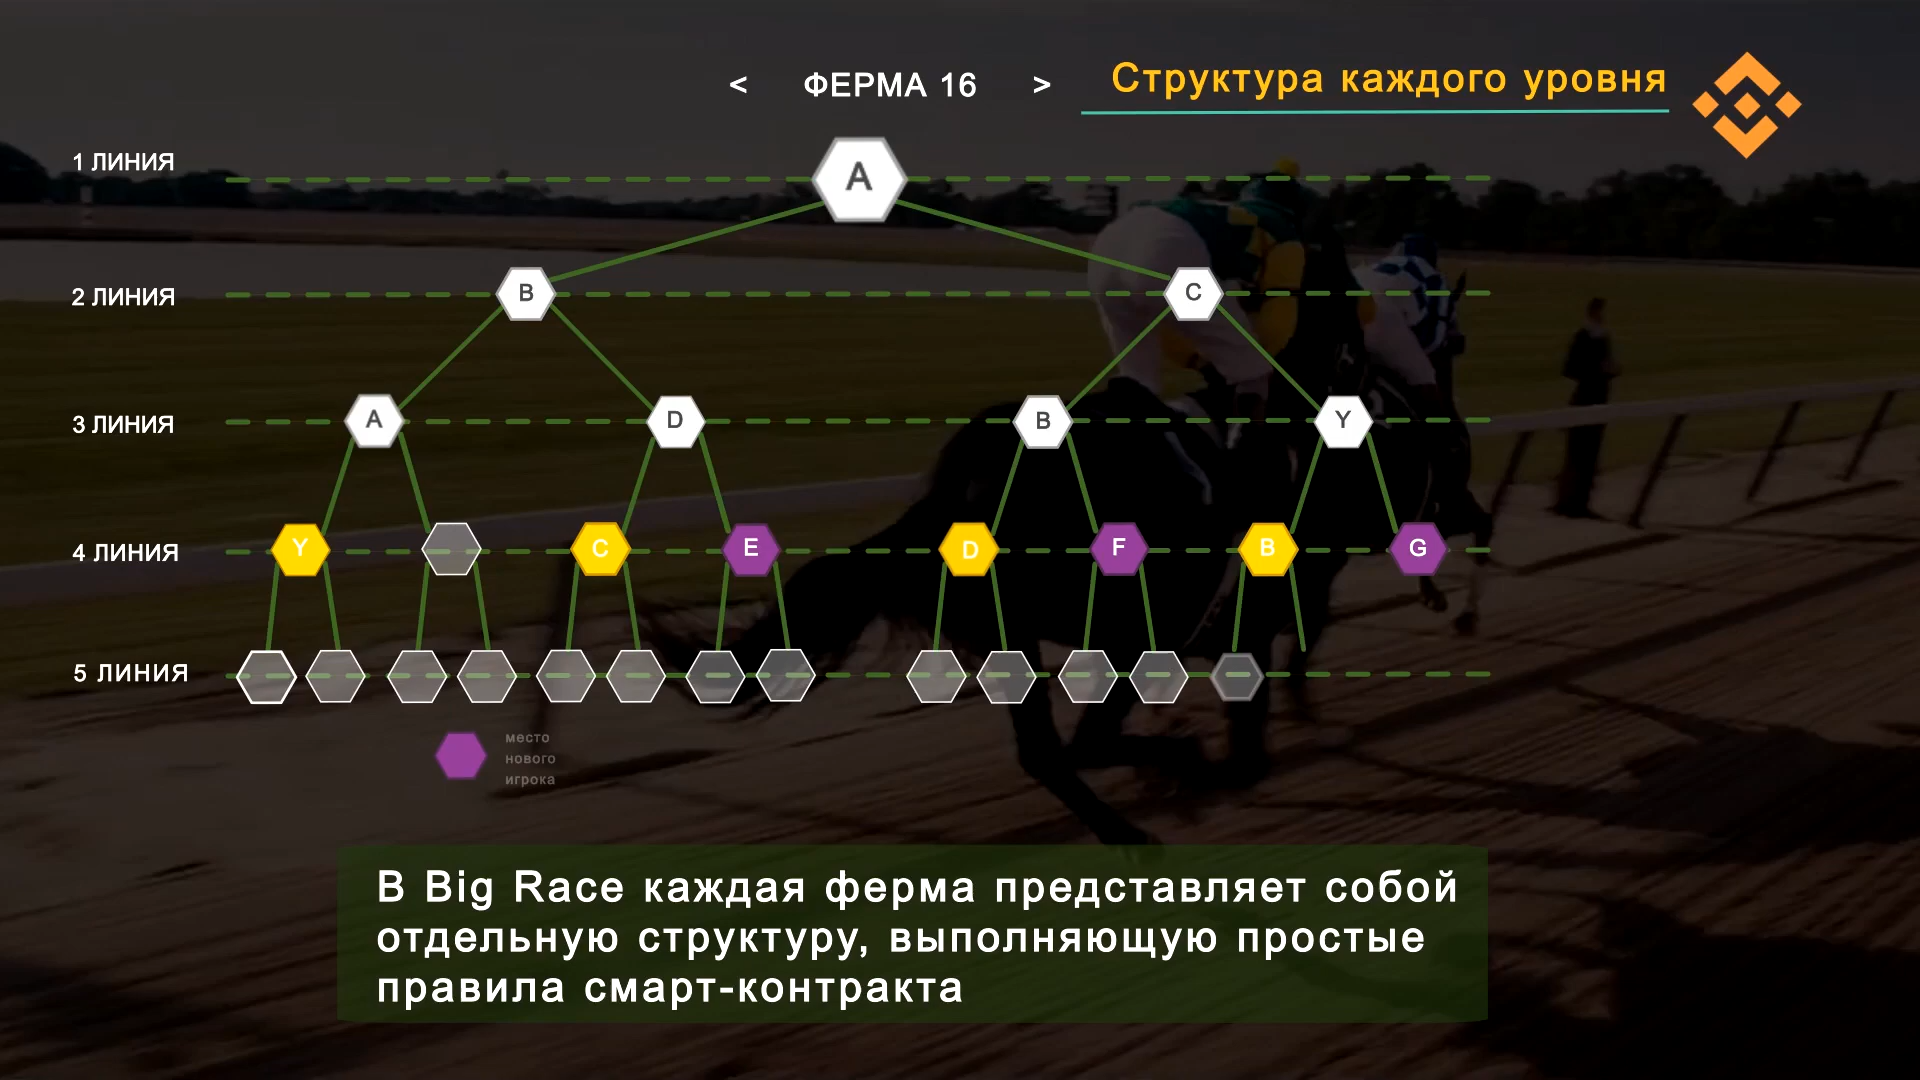 < ФЕРМА 16 >
Структура каждого уровня
1 ЛИНИЯ
A
2 ЛИНИЯ
B C
3 ЛИНИЯ
A D B Y
4 ЛИНИЯ
Y C E D F B G
5 ЛИНИЯ
место
нового
игрока
В Big Race каждая ферма представляет собой
отдельную структуру, выполняющую простые
правила смарт-контракта